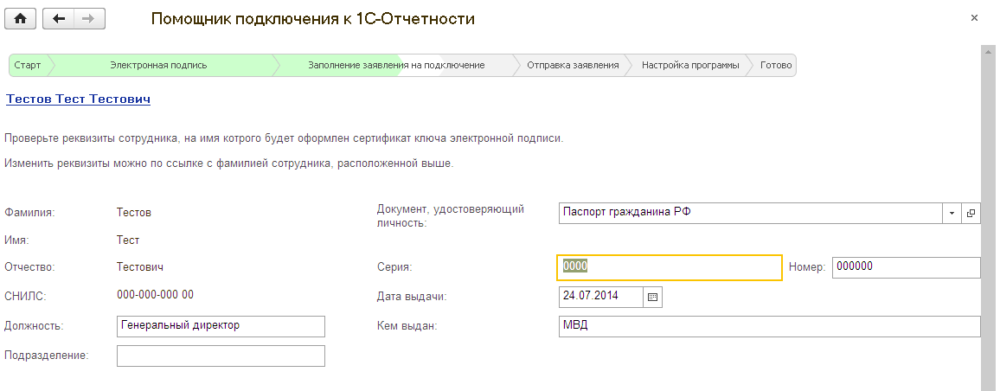 Помощник подключения к 1С-Отчетности
Старт Электронная подпись Заполнение заявления на подключение Отправка заявления Настройка программы Готово
Тестов Тест Тестович
Проверьте реквизиты сотрудника, на имя которого будет оформлен сертификат ключа электронной подписи.
Изменить реквизиты можно по ссылке с фамилией сотрудника, расположенной выше.
Фамилия: Тестов Документ, удостоверяющий личность: Паспорт гражданина РФ
Имя: Тест
Отчество: Тестович Серия: 0000 Номер: 000000
СНИЛС: 000-000-000 00 Дата выдачи: 24.07.2014
Должность: Генеральный директор Кем выдан: МВД
Подразделение: